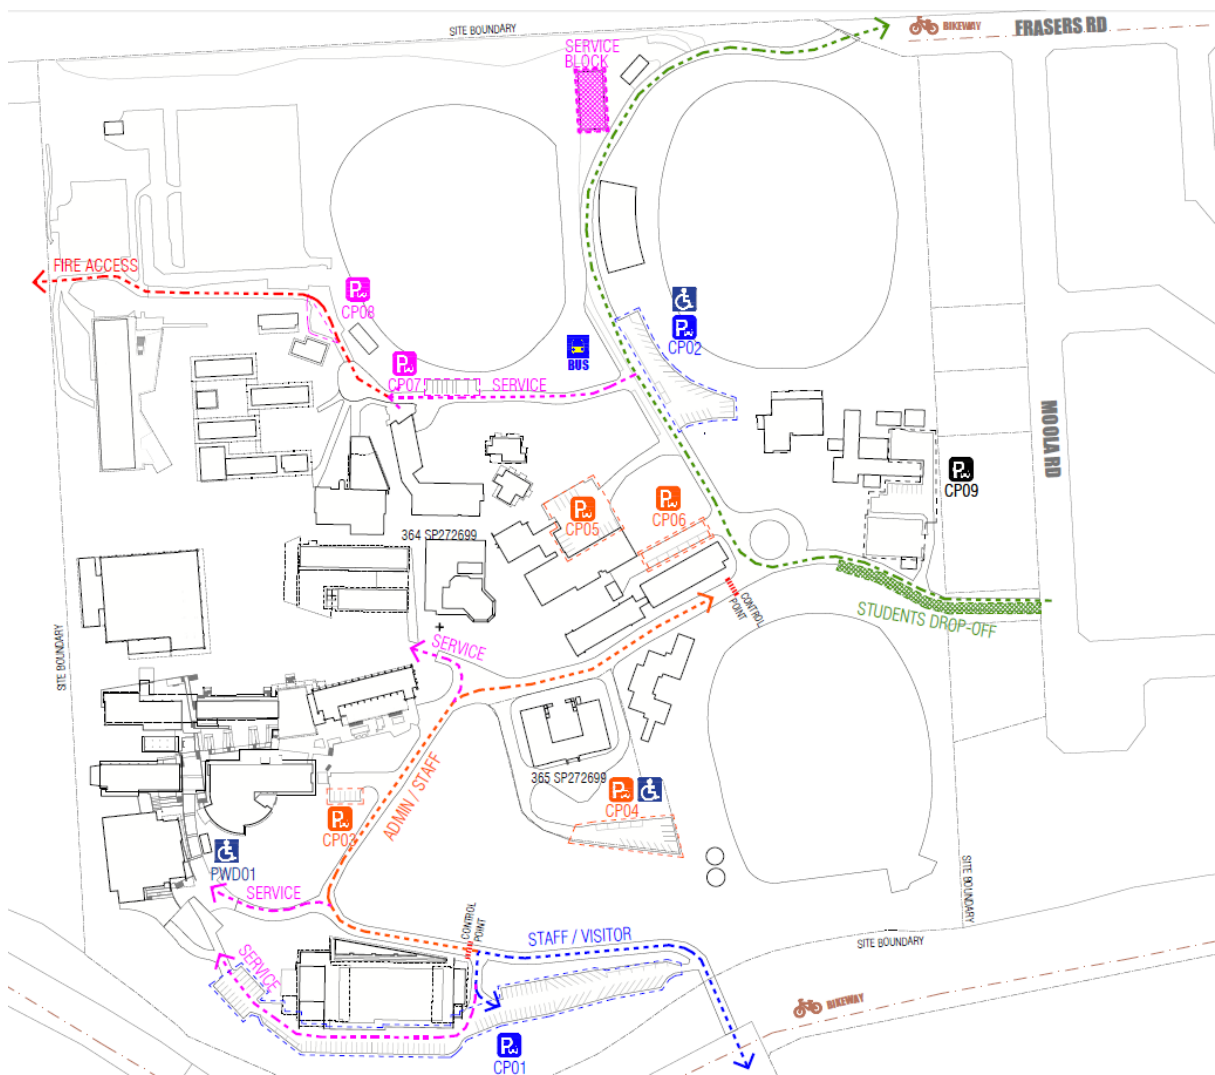 SITE BOUNDARY
BIKEWAY
FRASERS RD
SERVICE
BLOCK
FIRE ACCESS
CP08
CP02
BUS
CP07
SERVICE
MOOLA RD
CP09
CP05
CP06
364 SP272699
CONTROL
POINT
STUDENTS DROP-OFF
SITE BOUNDARY
SERVICE
365 SP272699
CP04
ADMIN / STAFF
CP03
PWD01
SERVICE
SITE BOUNDARY
CONTROL
POINT
STAFF / VISITOR
SITE BOUNDARY
SERVICE
BIKEWAY
CP01